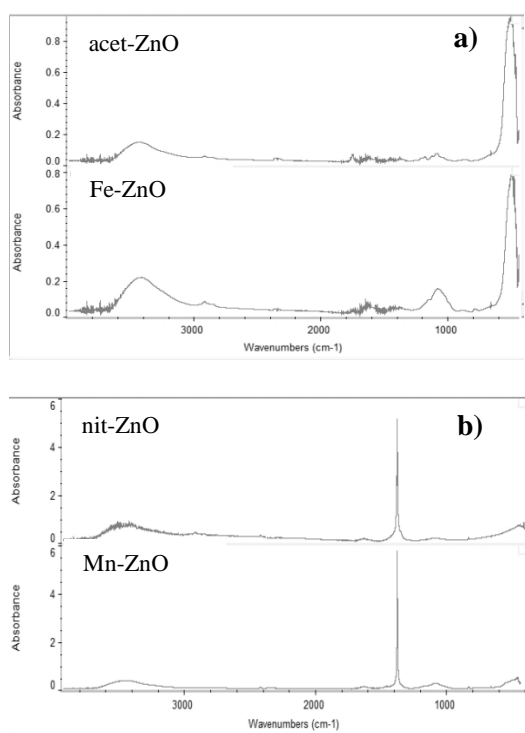 a)
acet-ZnO
Absorbance
0.8
0.6
0.4
0.2
0.0
Fe-ZnO
Absorbance
0.8
0.6
0.4
0.2
0.0
3000 2000 1000
Wavenumbers (cm-1)
b)
nit-ZnO
Absorbance
6
4
2
0
Mn-ZnO
Absorbance
6
4
2
0
3000 2000 1000
Wavenumbers (cm-1)